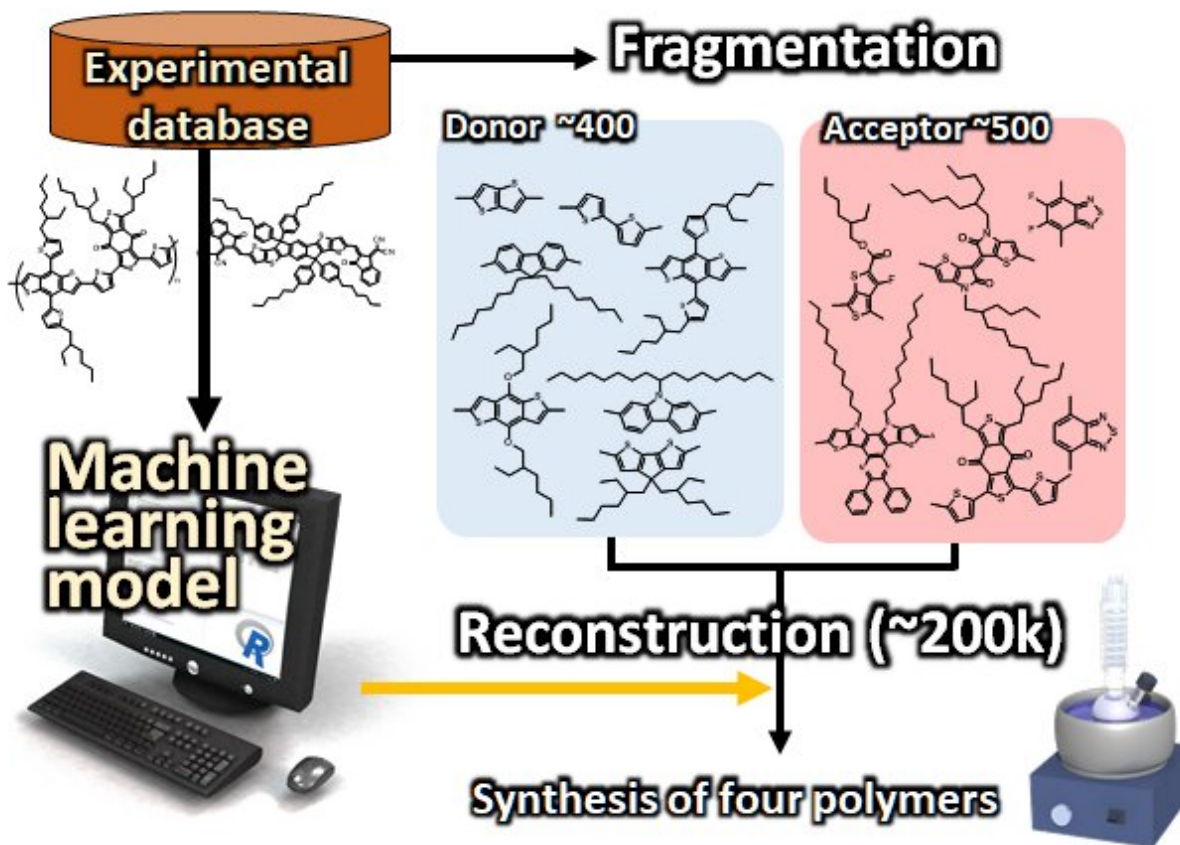 Experimental
database
Fragmentation
Donor ~400
Acceptor ~500
Machine
learning
model
R
Reconstruction (~200k)
Synthesis of four polymers